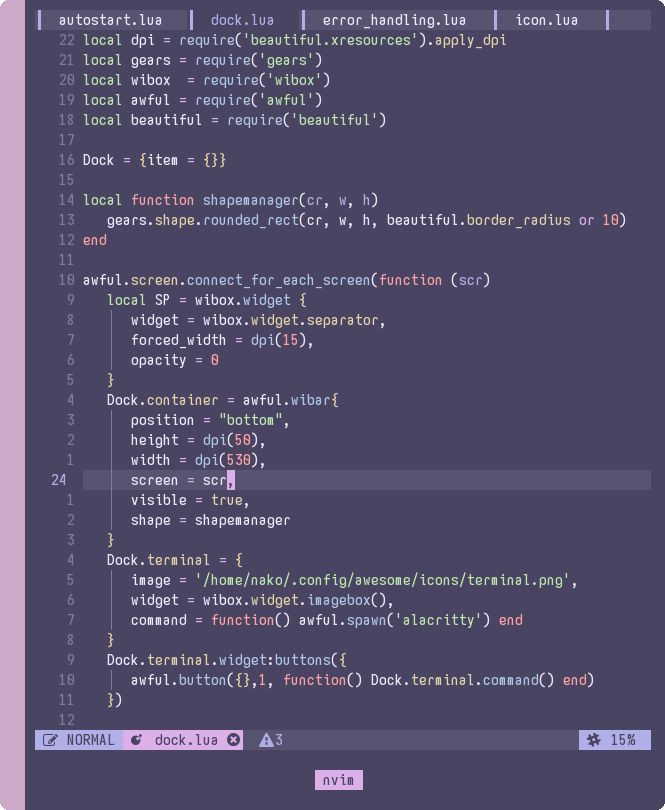 autostart.lua dock.lua error_handling.lua icon.lua
22 local dpi = require('beautiful.xresources').apply_dpi
21 local gears = require('gears')
20 local wibox  = require('wibox')
19 local awful = require('awful')
18 local beautiful = require('beautiful')
17
16 Dock = {item = {}}
15
14 local function shapemanager(cr, w, h)
13    gears.shape.rounded_rect(cr, w, h, beautiful.border_radius or 10)
12 end
11
10 awful.screen.connect_for_each_screen(function (scr)
9    local SP = wibox.widget {
8       widget = wibox.widget.separator,
7       forced_width = dpi(15),
6       opacity = 0
5    }
4    Dock.container = awful.wibar{
3       position = "bottom",
2       height = dpi(50),
1       width = dpi(530),
24       screen = scr,
1       visible = true,
2       shape = shapemanager
3    }
4    Dock.terminal = {
5       image = '/home/nako/.config/awesome/icons/terminal.png',
6       widget = wibox.widget.imagebox(),
7       command = function() awful.spawn('alacritty') end
8    }
9    Dock.terminal.widget:buttons({
10       awful.button({},1, function() Dock.terminal.command() end)
11    })
12
NORMAL dock.lua 3 15%
nvim